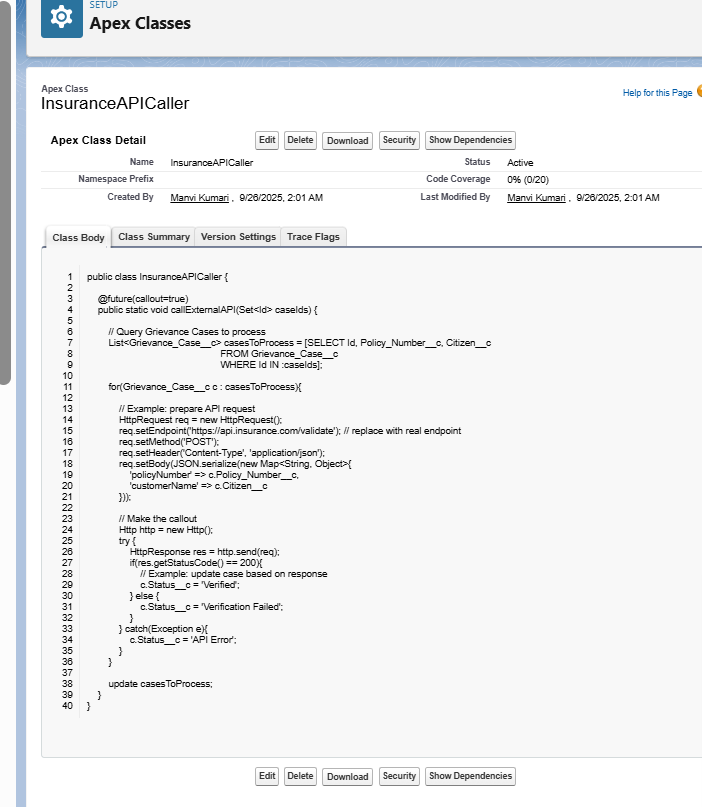 SETUP
Apex Classes
Apex Class
InsuranceAPICaller
Help for this Page
Apex Class Detail
Edit Delete Download Security Show Dependencies
Name InsuranceAPICaller Status Active
Namespace Prefix Code Coverage 0% (0/20)
Created By Manvi Kumari , 9/26/2025, 2:01 AM Last Modified By Manvi Kumari , 9/26/2025, 2:01 AM
Class Body Class Summary Version Settings Trace Flags
1 public class InsuranceAPICaller {
2
3 @future(callout=true)
4 public static void callExternalAPI(Set<Id> caseIds) {
5
6 // Query Grievance Cases to process
7 List<Grievance_Case__c> casesToProcess = [SELECT Id, Policy_Number__c, Citizen__c
8 FROM Grievance_Case__c
9 WHERE Id IN :caseIds];
10
11 for(Grievance_Case__c c : casesToProcess){
12
13 // Example: prepare API request
14 HttpRequest req = new HttpRequest();
15 req.setEndpoint('https://api.insurance.com/validate'); // replace with real endpoint
16 req.setMethod('POST');
17 req.setHeader('Content-Type', 'application/json');
18 req.setBody(JSON.serialize(new Map<String, Object>{
19 'policyNumber' => c.Policy_Number__c,
20 'customerName' => c.Citizen__c
21 }));
22
23 // Make the callout
24 Http http = new Http();
25 try {
26 HttpResponse res = http.send(req);
27 if(res.getStatusCode() == 200){
28 // Example: update case based on response
29 c.Status__c = 'Verified';
30 } else {
31 c.Status__c = 'Verification Failed';
32 }
33 } catch(Exception e){
34 c.Status__c = 'API Error';
35 }
36 }
37
38 update casesToProcess;
39 }
40 }
Edit Delete Download Security Show Dependencies